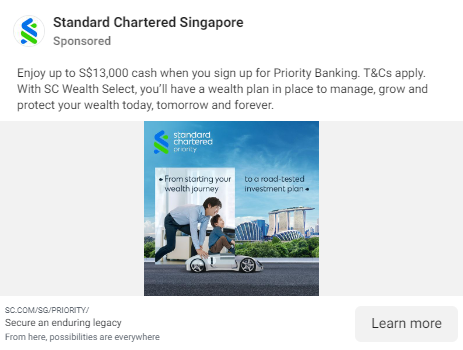 Standard Chartered Singapore
Sponsored
Enjoy up to S$13,000 cash when you sign up for Priority Banking. T&Cs apply.
With SC Wealth Select, you’ll have a wealth plan in place to manage, grow and
protect your wealth today, tomorrow and forever.
standard
chartered
priority
From starting your
wealth journey
to a road-tested
investment plan
SC.COM/SG/PRIORITY/
Secure an enduring legacy
From here, possibilities are everywhere
Learn more